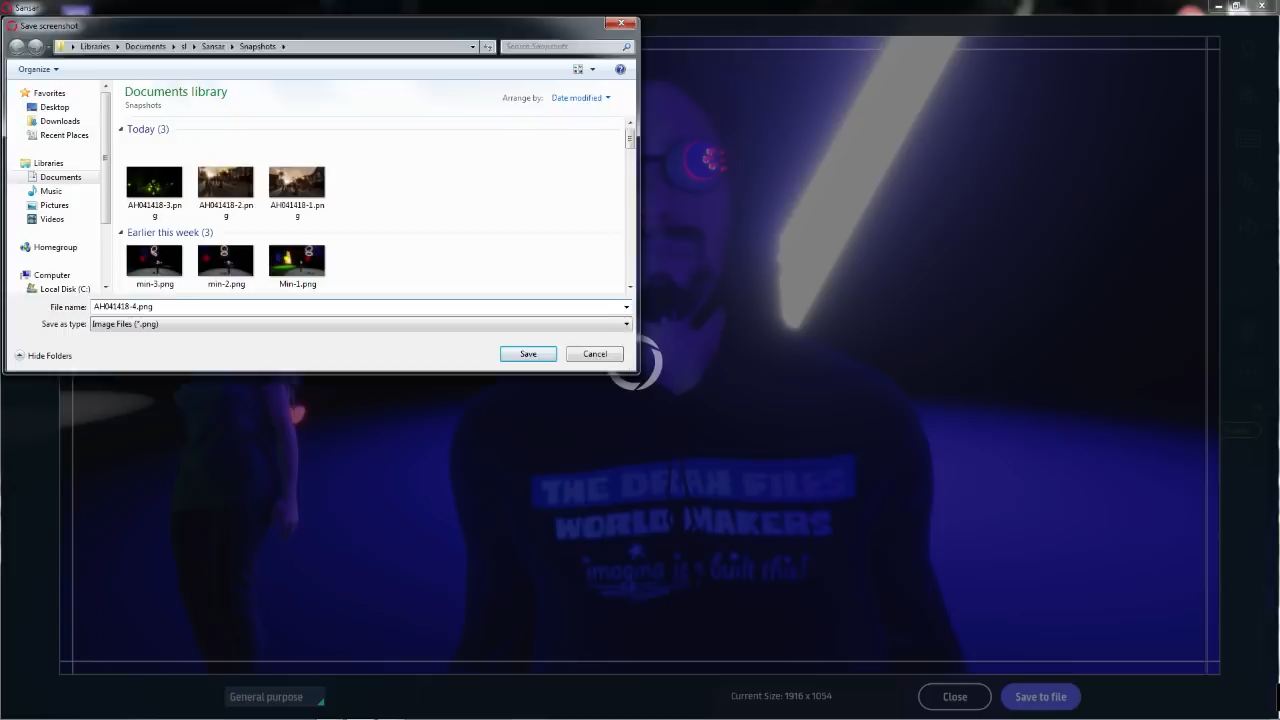 Sansar
Save screenshot
Libraries
Documents
sl
Sansar
Snapshots
Search Snapshots
Organize
Favorites
Desktop
Downloads
Recent Places
Libraries
Documents
Music
Pictures
Videos
Homegroup
Computer
Local Disk (C:)
Documents library
Snapshots
Arrange by: Date modified
Today (3)
AH041418-3.png
AH041418-2.png
AH041418-1.png
Earlier this week (3)
min-3.png
min-2.png
Min-1.png
File name: AH041418-4.png
Save as type: Image Files (*.png)
Hide Folders
Save
Cancel
THE DRAX FILES
WORLD MAKERS
built this!
General purpose
Current Size: 1916 x 1054
Close
Save to file